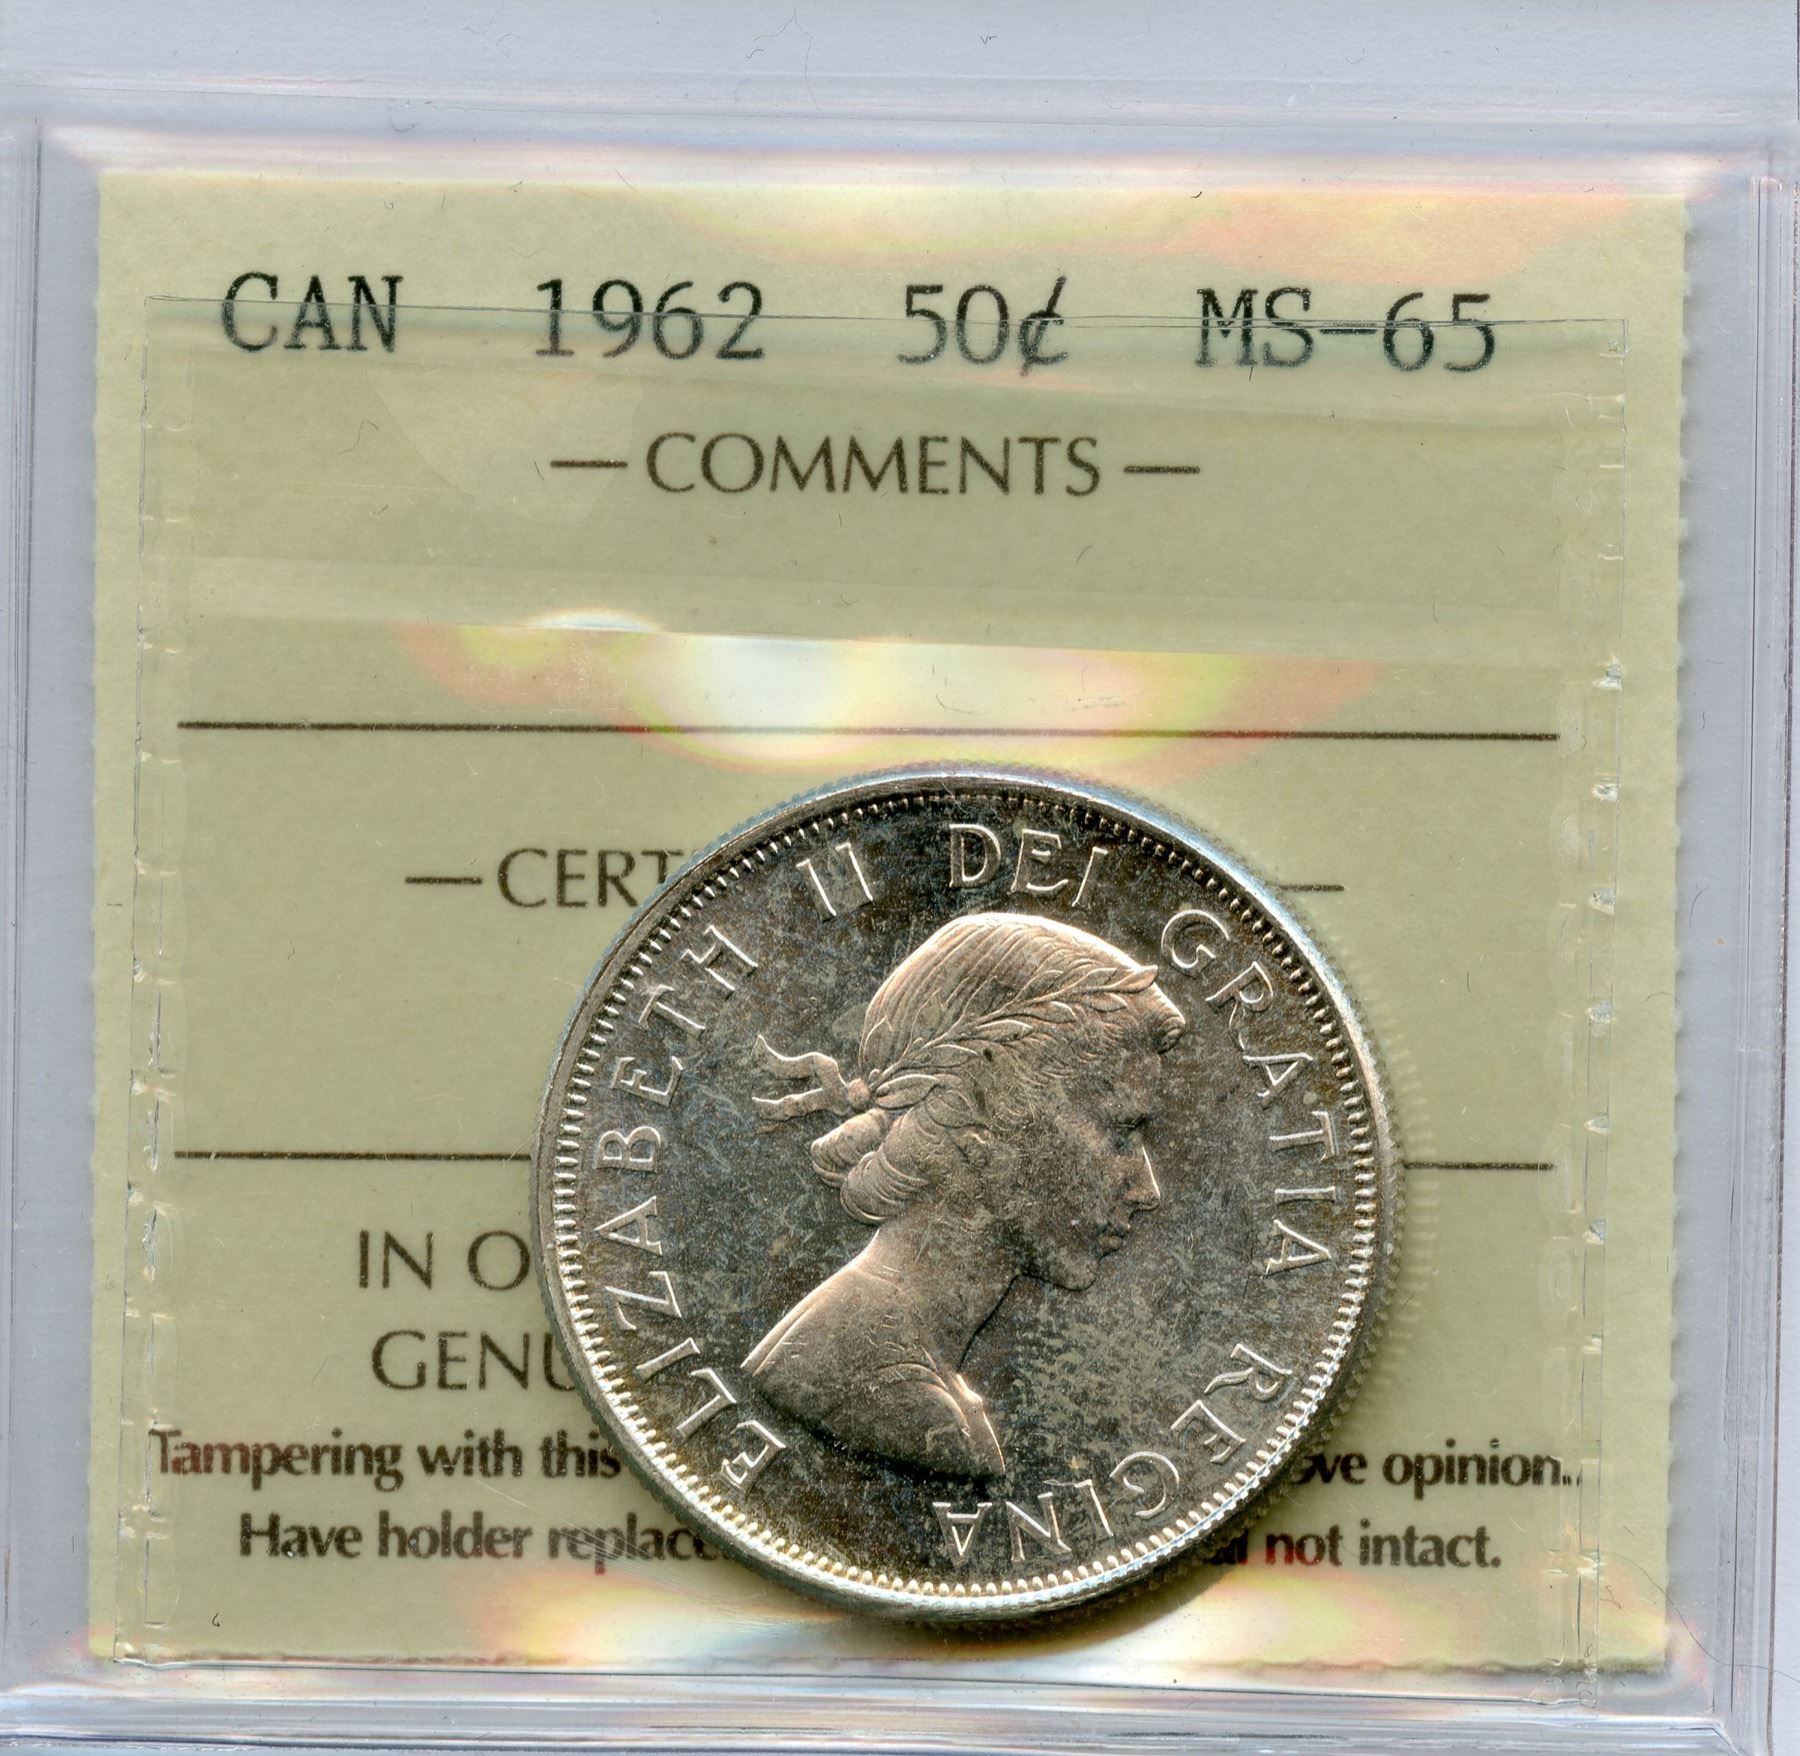 CAN 1962 50¢ MS-65
— COMMENTS —
— CERT —
IN O
GENU
Tampering with this ve opinion..
Have holder replace not intact.
ELIZABETH II DEI GRATIA REGINA